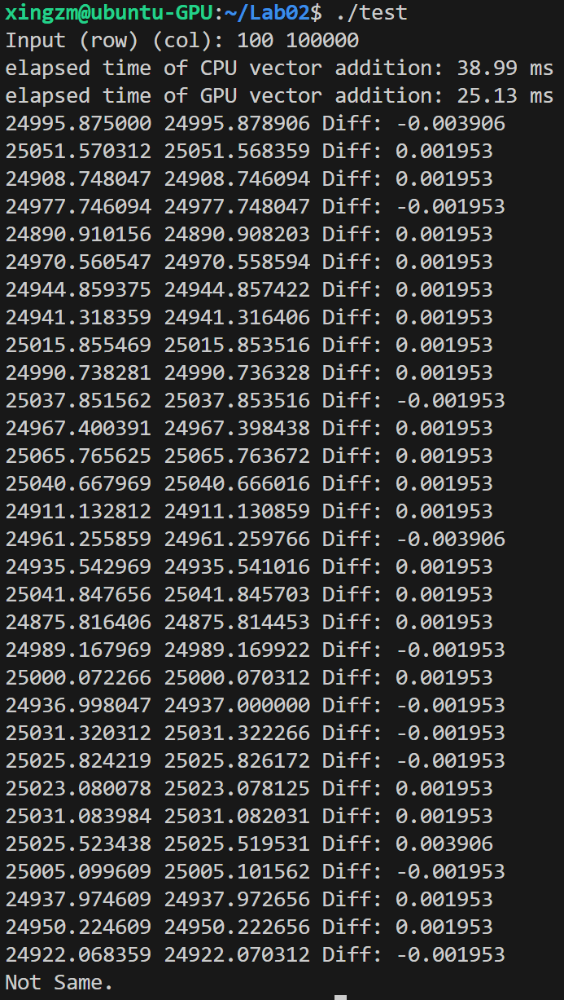 xingzm@ubuntu-GPU:~/Lab02$ ./test
Input (row) (col): 100 100000
elapsed time of CPU vector addition: 38.99 ms
elapsed time of GPU vector addition: 25.13 ms
24995.875000 24995.878906 Diff: -0.003906
25051.570312 25051.568359 Diff: 0.001953
24908.748047 24908.746094 Diff: 0.001953
24977.746094 24977.748047 Diff: -0.001953
24890.910156 24890.908203 Diff: 0.001953
24970.560547 24970.558594 Diff: 0.001953
24944.859375 24944.857422 Diff: 0.001953
24941.318359 24941.316406 Diff: 0.001953
25015.855469 25015.853516 Diff: 0.001953
24990.738281 24990.736328 Diff: 0.001953
25037.851562 25037.853516 Diff: -0.001953
24967.400391 24967.398438 Diff: 0.001953
25065.765625 25065.763672 Diff: 0.001953
25040.667969 25040.666016 Diff: 0.001953
24911.132812 24911.130859 Diff: 0.001953
24961.255859 24961.259766 Diff: -0.003906
24935.542969 24935.541016 Diff: 0.001953
25041.847656 25041.845703 Diff: 0.001953
24875.816406 24875.814453 Diff: 0.001953
24989.167969 24989.169922 Diff: -0.001953
25000.072266 25000.070312 Diff: 0.001953
24936.998047 24937.000000 Diff: -0.001953
25031.320312 25031.322266 Diff: -0.001953
25025.824219 25025.826172 Diff: -0.001953
25023.080078 25023.078125 Diff: 0.001953
25031.083984 25031.082031 Diff: 0.001953
25025.523438 25025.519531 Diff: 0.003906
25005.099609 25005.101562 Diff: -0.001953
24937.974609 24937.972656 Diff: 0.001953
24950.224609 24950.222656 Diff: 0.001953
24922.068359 24922.070312 Diff: -0.001953
Not Same.